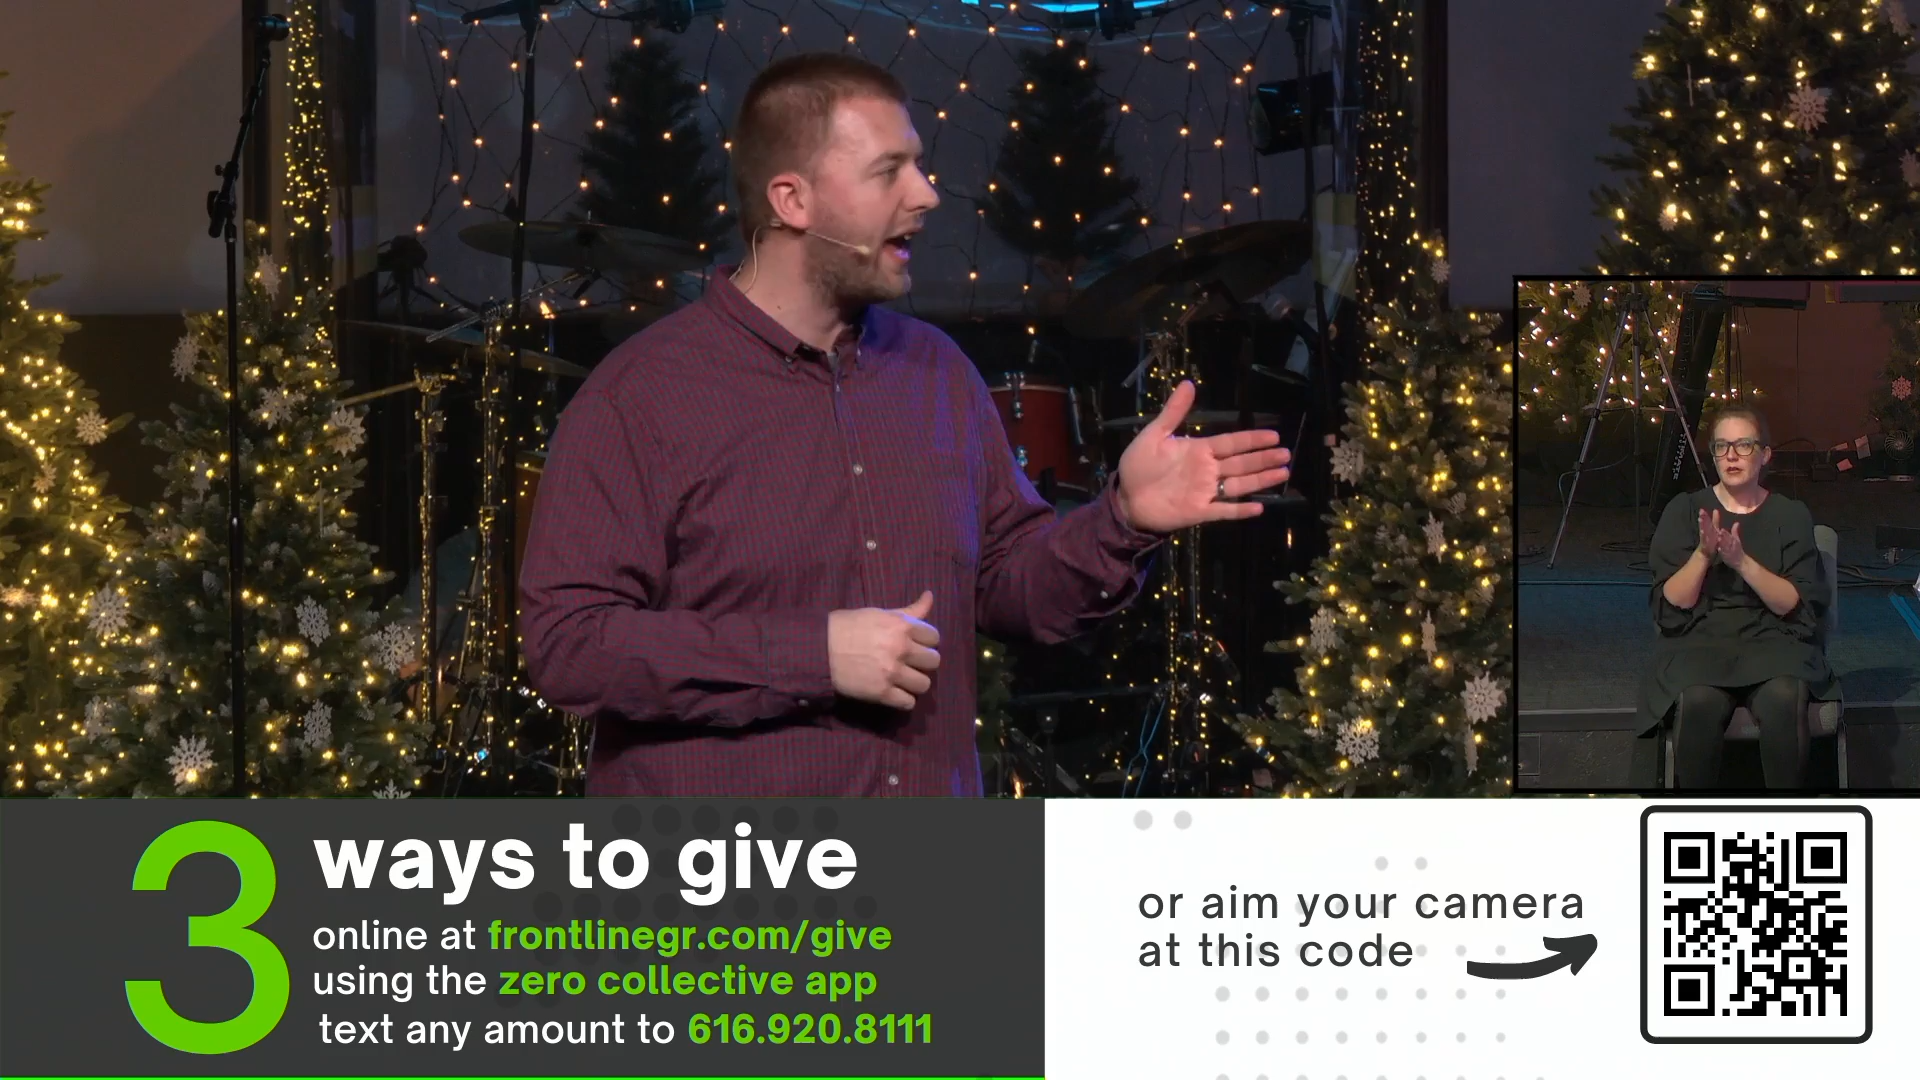 3 ways to give
online at frontlinegr.com/give
using the zero collective app
text any amount to 616.920.8111
or aim your camera
at this code